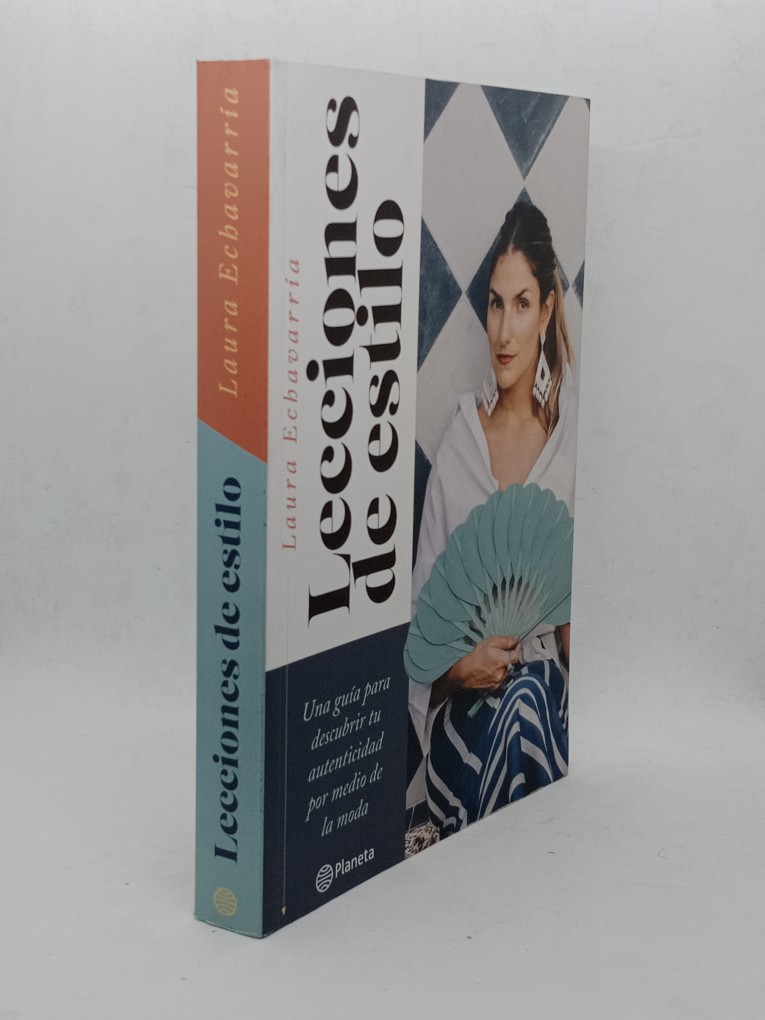 Laura Echavarría
Lecciones de estilo
Laura Echavarría
Lecciones
de estilo
Una guía para
descubrir tu
autenticidad
por medio de
la moda
Planeta